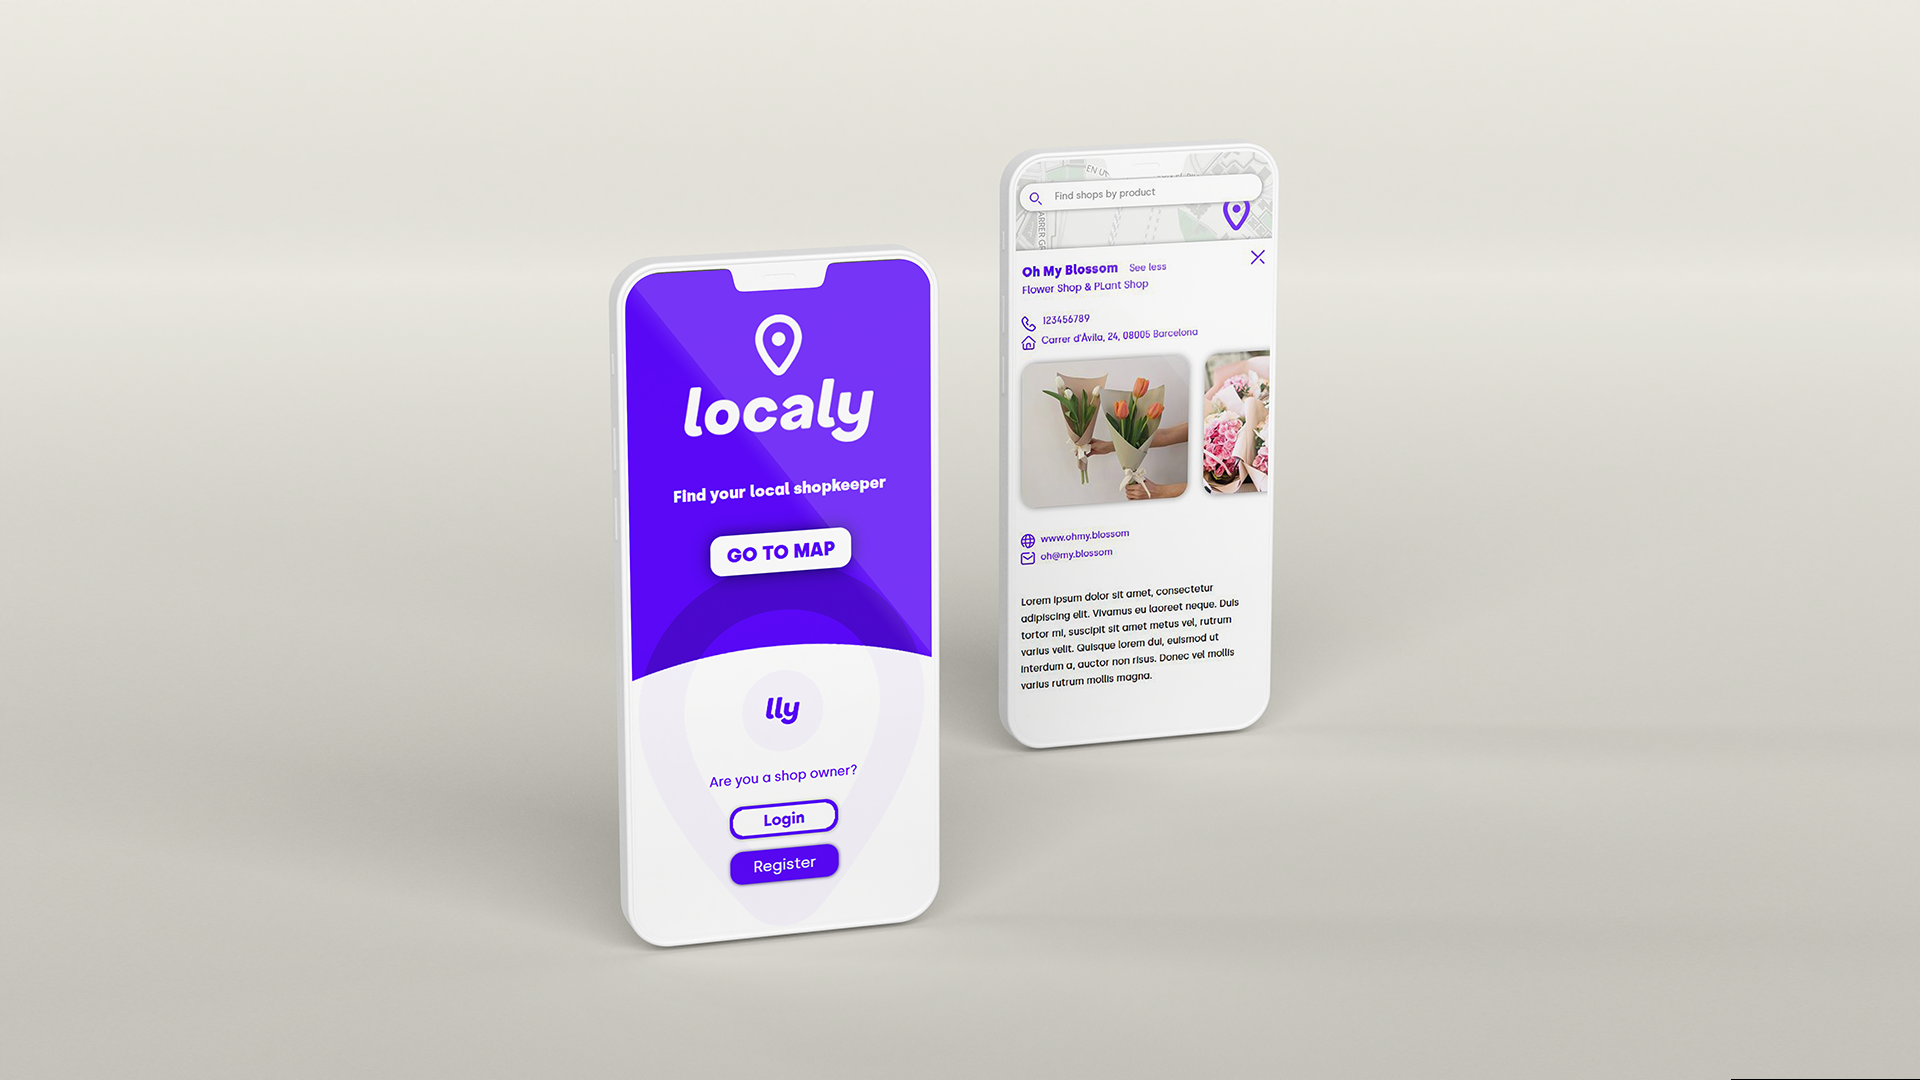 localy
Find your local shopkeeper
GO TO MAP
lly
Are you a shop owner?
Login
Register
EN U
ARRER GR
Find shops by product
Oh My Blossom See less
Flower Shop & PLant Shop
123456789
Carrer d'Àvila, 24, 08005 Barcelona
www.ohmy.blossom
oh@my.blossom
Lorem ipsum dolor sit amet, consectetur
adipiscing elit. Vivamus eu laoreet neque. Duis
tortor mi, suscipit sit amet metus vel, rutrum
varius velit. Quisque lorem dui, euismod ut
interdum a, auctor non risus. Donec vel mollis
varius rutrum mollis magna.